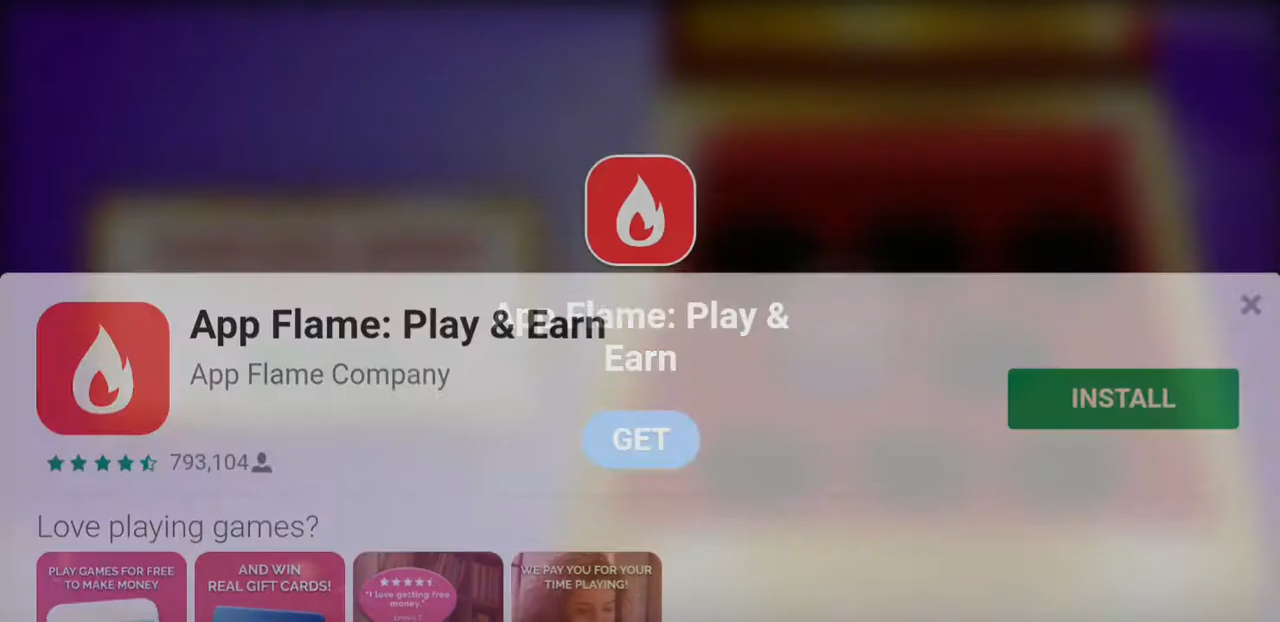 App Flame: Play & Earn
App Flame Company
793,104
App Flame: Play &
Earn
GET
INSTALL
Love playing games?
PLAY GAMES FOR FREE
TO MAKE MONEY
AND WIN
REAL GIFT CARDS!
"I love getting free
money."
WE PAY YOU FOR YOUR
TIME PLAYING!